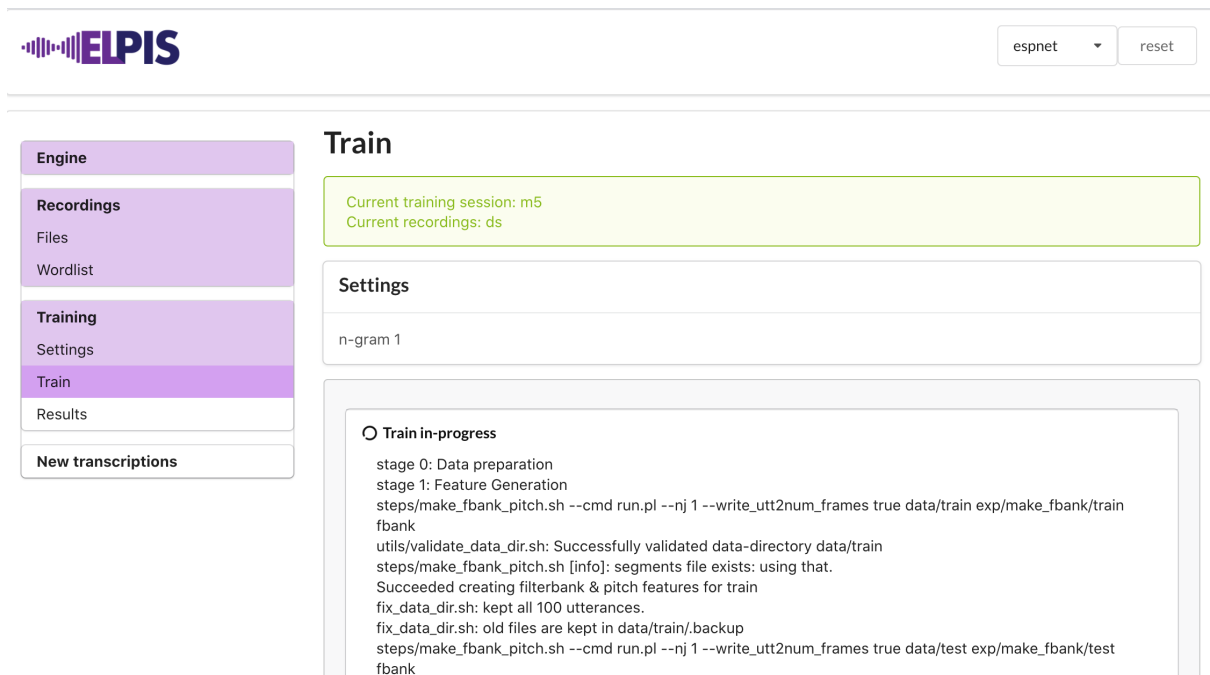 ELPIS
espnet
reset
Engine
Recordings
Files
Wordlist
Training
Settings
Train
Results
New transcriptions
Train
Current training session: m5
Current recordings: ds
Settings
n-gram 1
Train in-progress
stage 0: Data preparation
stage 1: Feature Generation
steps/make_fbank_pitch.sh --cmd run.pl --nj 1 --write_utt2num_frames true data/train exp/make_fbank/train
fbank
utils/validate_data_dir.sh: Successfully validated data-directory data/train
steps/make_fbank_pitch.sh [info]: segments file exists: using that.
Succeeded creating filterbank & pitch features for train
fix_data_dir.sh: kept all 100 utterances.
fix_data_dir.sh: old files are kept in data/train/.backup
steps/make_fbank_pitch.sh --cmd run.pl --nj 1 --write_utt2num_frames true data/test exp/make_fbank/test
fbank